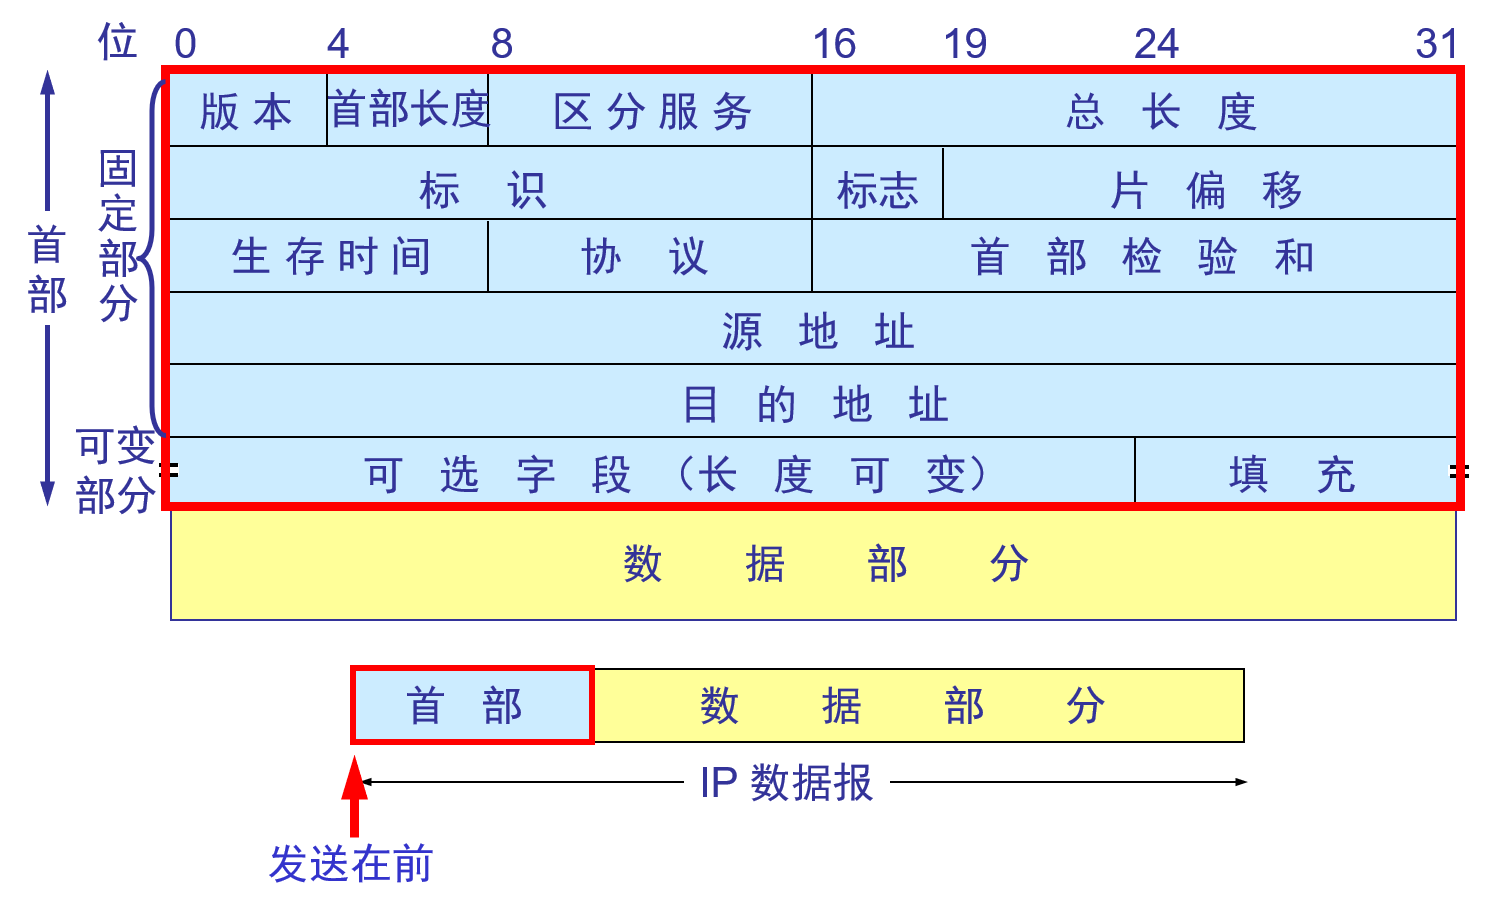 位 0 4 8 16 19 24 31
版本 首部长度 区分服务 总长度
标识 标志 片偏移
生存时间 协议 首部检验和
源地址
目的地址
可选字段（长度可变） 填充
数据部分
首部
固定部分
可变
部分
首部 数据部分
IP 数据报
发送在前